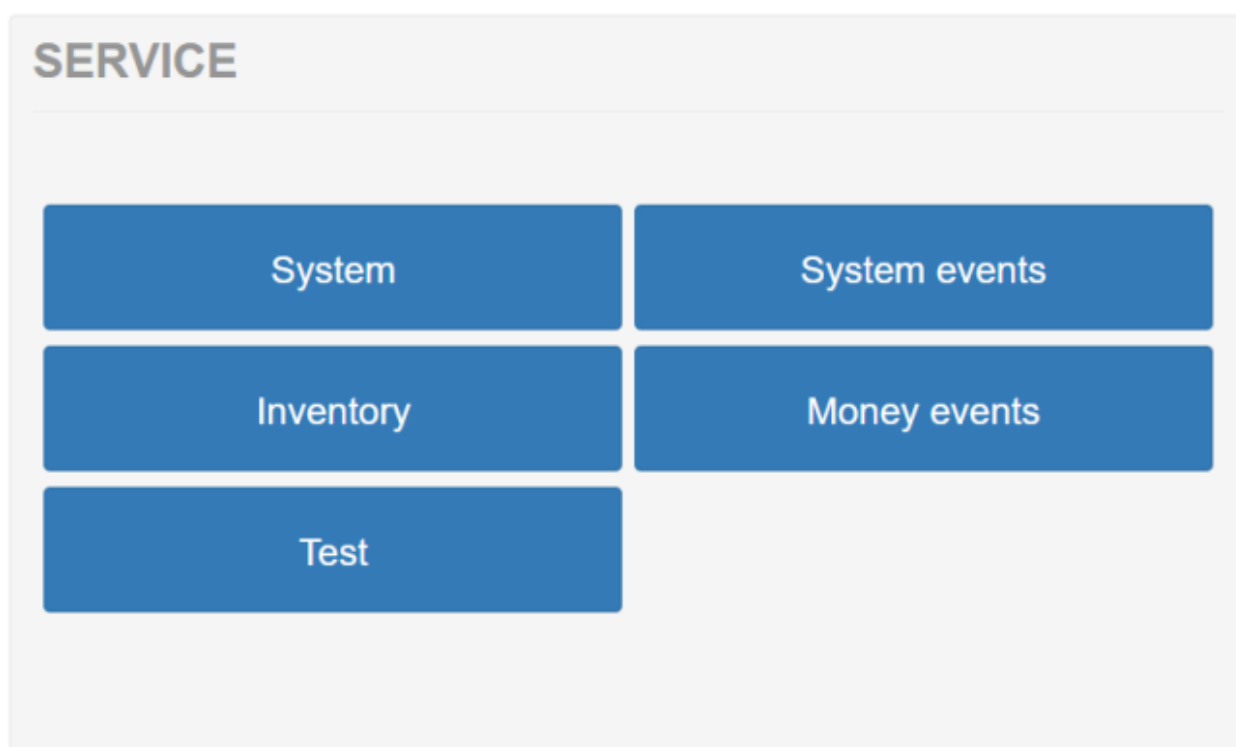 SERVICE
System
System events
Inventory
Money events
Test